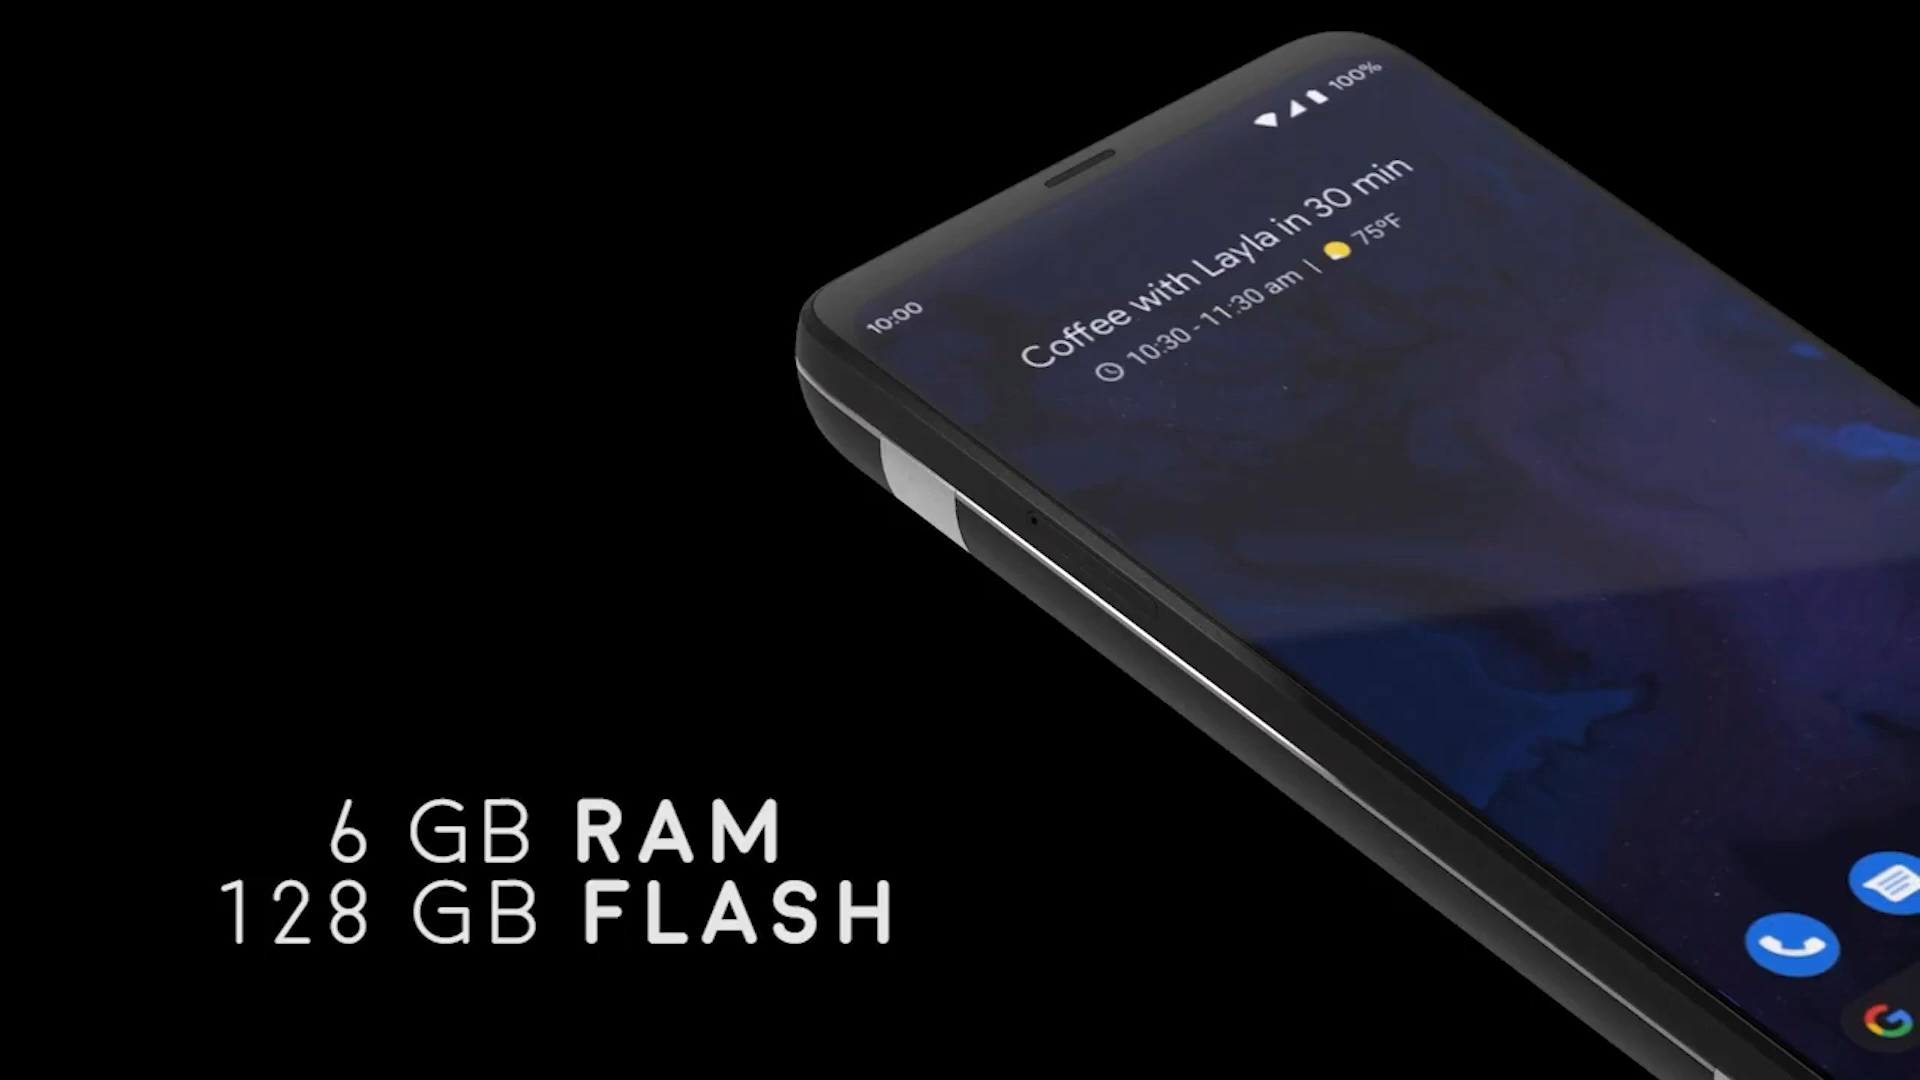 10:00
100%
Coffee with Layla in 30 min
10:30 - 11:30 am | 75°F
6 GB RAM
128 GB FLASH